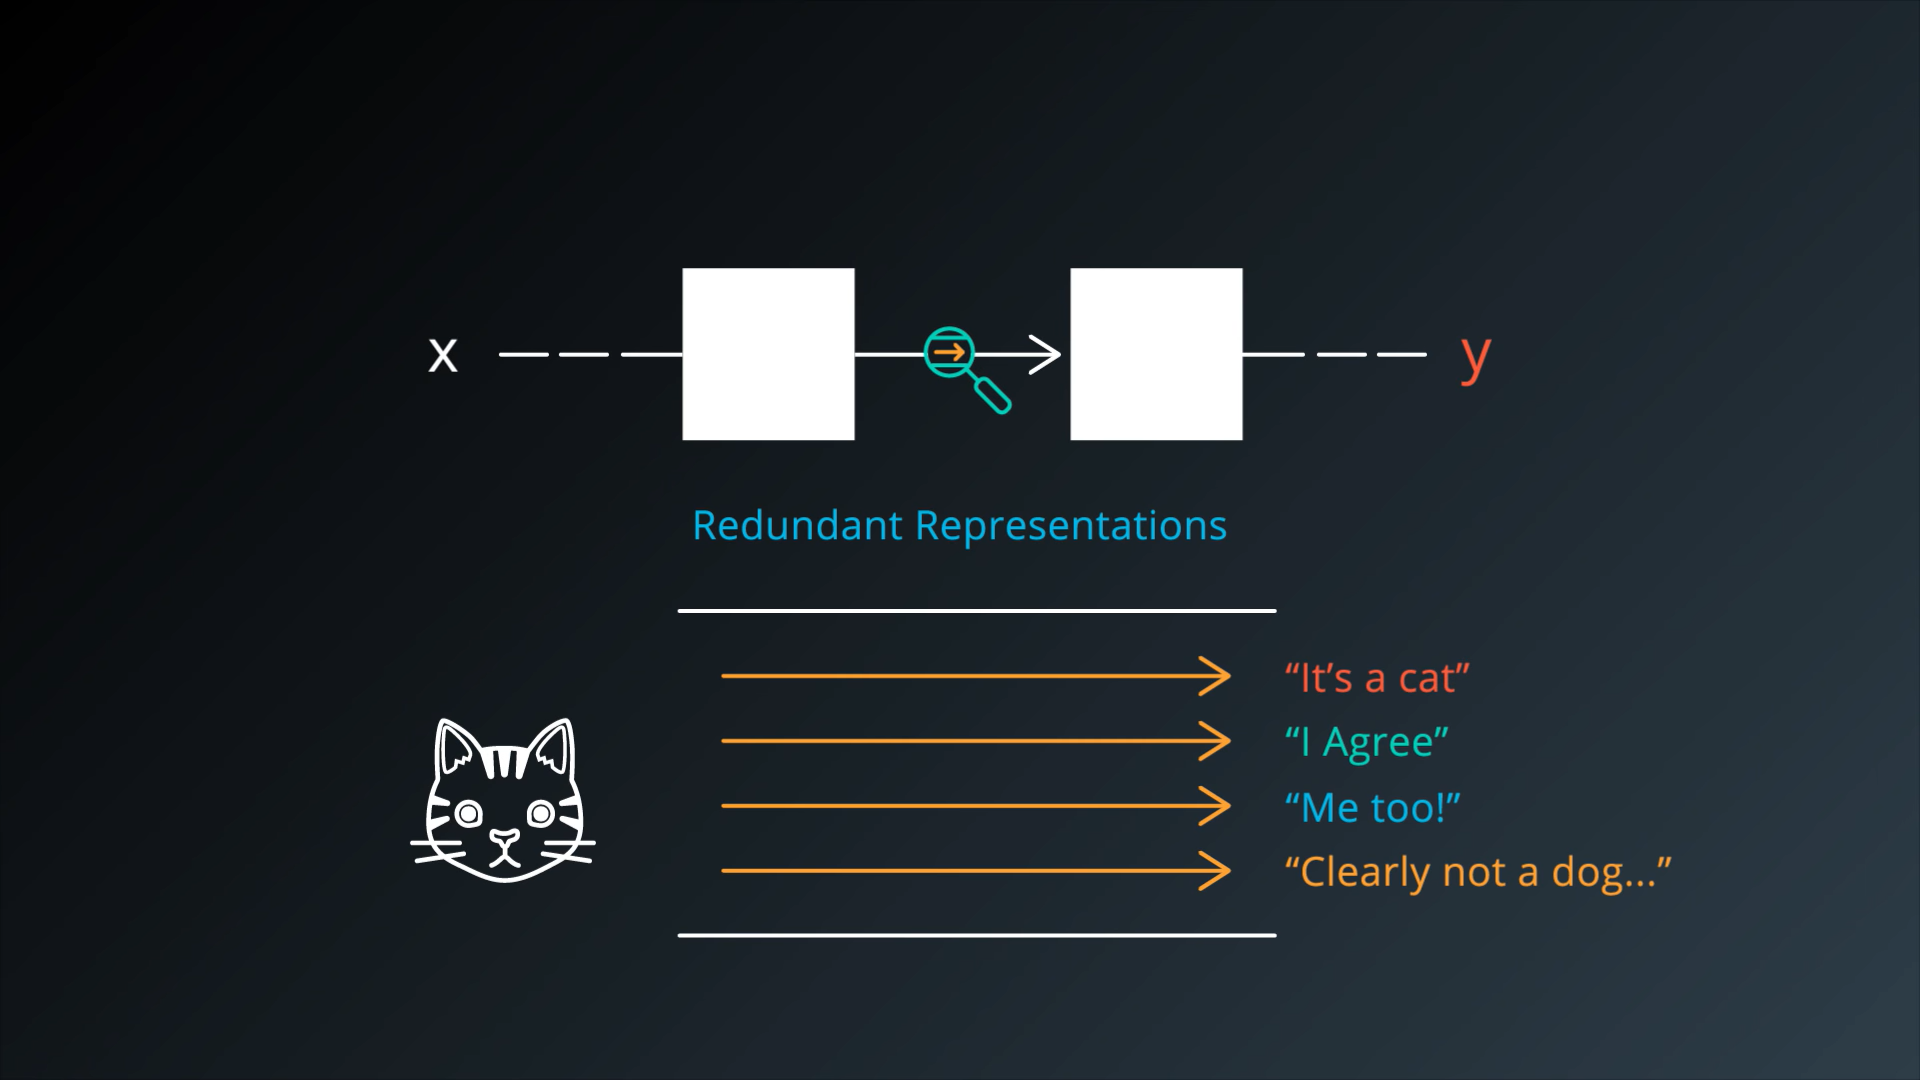 x
y
Redundant Representations
“It’s a cat”
“I Agree”
“Me too!”
“Clearly not a dog...”